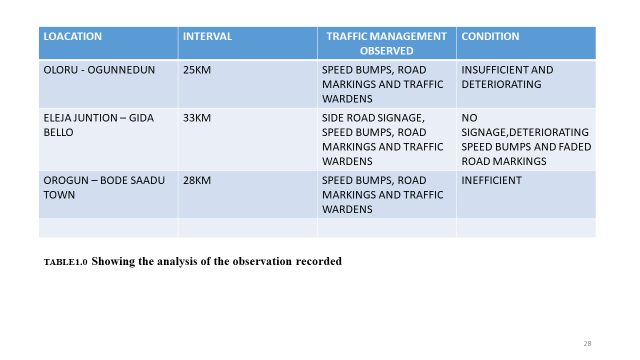 LOACATION INTERVAL TRAFFIC MANAGEMENT OBSERVED CONDITION
OLORU - OGUNNEDUN 25KM SPEED BUMPS, ROAD MARKINGS AND TRAFFIC WARDENS INSUFFICIENT AND DETERIORATING
ELEJA JUNTION – GIDA BELLO 33KM SIDE ROAD SIGNAGE, SPEED BUMPS, ROAD MARKINGS AND TRAFFIC WARDENS NO SIGNAGE,DETERIORATING SPEED BUMPS AND FADED ROAD MARKINGS
OROGUN – BODE SAADU TOWN 28KM SPEED BUMPS, ROAD MARKINGS AND TRAFFIC WARDENS INEFFICIENT
TABLE1.0 Showing the analysis of the observation recorded
28